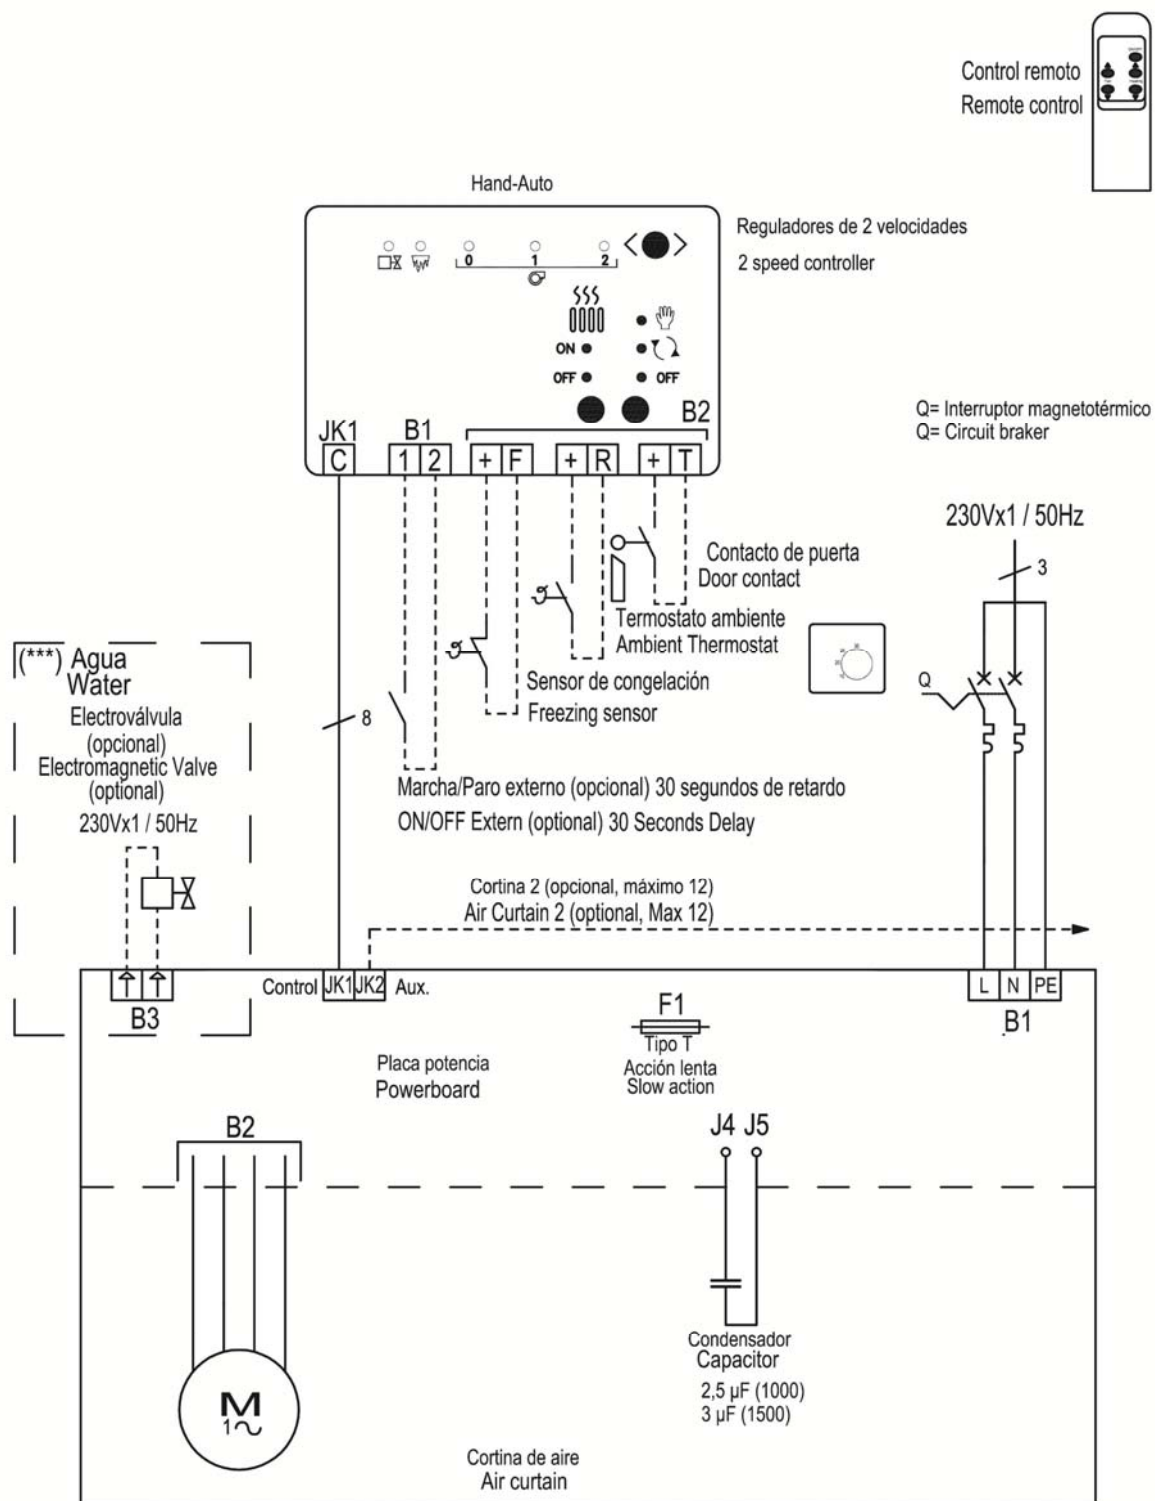 Control remoto
Remote control
Hand-Auto
Reguladores de 2 velocidades
2 speed controller
0 1 2
ON
OFF OFF
B2
JK1 B1
C 1 2 + F + R + T
Q= Interruptor magnetotérmico
Q= Circuit braker
230Vx1 / 50Hz
3
Contacto de puerta
Door contact
Termostato ambiente
Ambient Thermostat
Sensor de congelación
Freezing sensor
Q
8
(***) Agua
Water
Electroválvula
(opcional)
Electromagnetic Valve
(optional)
230Vx1 / 50Hz
Marcha/Paro externo (opcional) 30 segundos de retardo
ON/OFF Extern (optional) 30 Seconds Delay
Cortina 2 (opcional, máximo 12)
Air Curtain 2 (optional, Max 12)
Control JK1 JK2 Aux.
L N PE
B3
B1
F1
Tipo T
Acción lenta
Slow action
Placa potencia
Powerboard
B2
J4 J5
Condensador
Capacitor
2,5 µF (1000)
3 µF (1500)
M
1
Cortina de aire
Air curtain